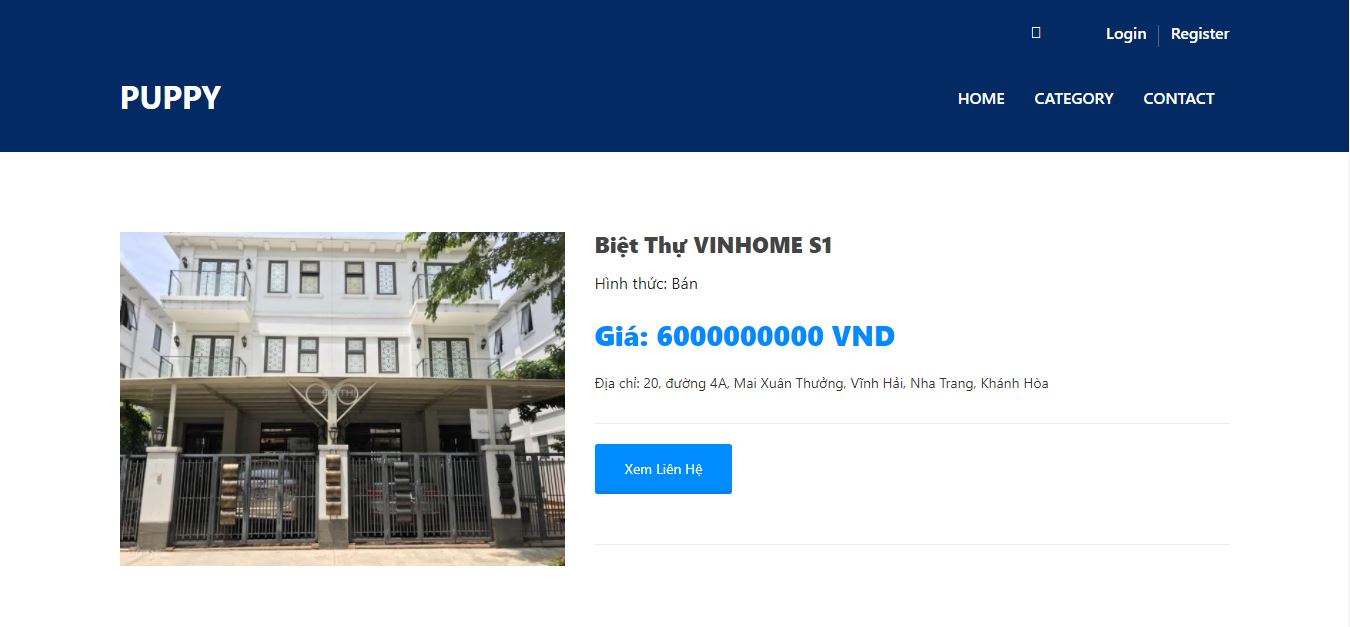 Login
Register
PUPPY
HOME
CATEGORY
CONTACT
Biệt Thự VINHOME S1
Hình thức: Bán
Giá: 6000000000 VND
Địa chỉ: 20, đường 4A, Mai Xuân Thưởng, Vĩnh Hải, Nha Trang, Khánh Hòa
Xem Liên Hệ